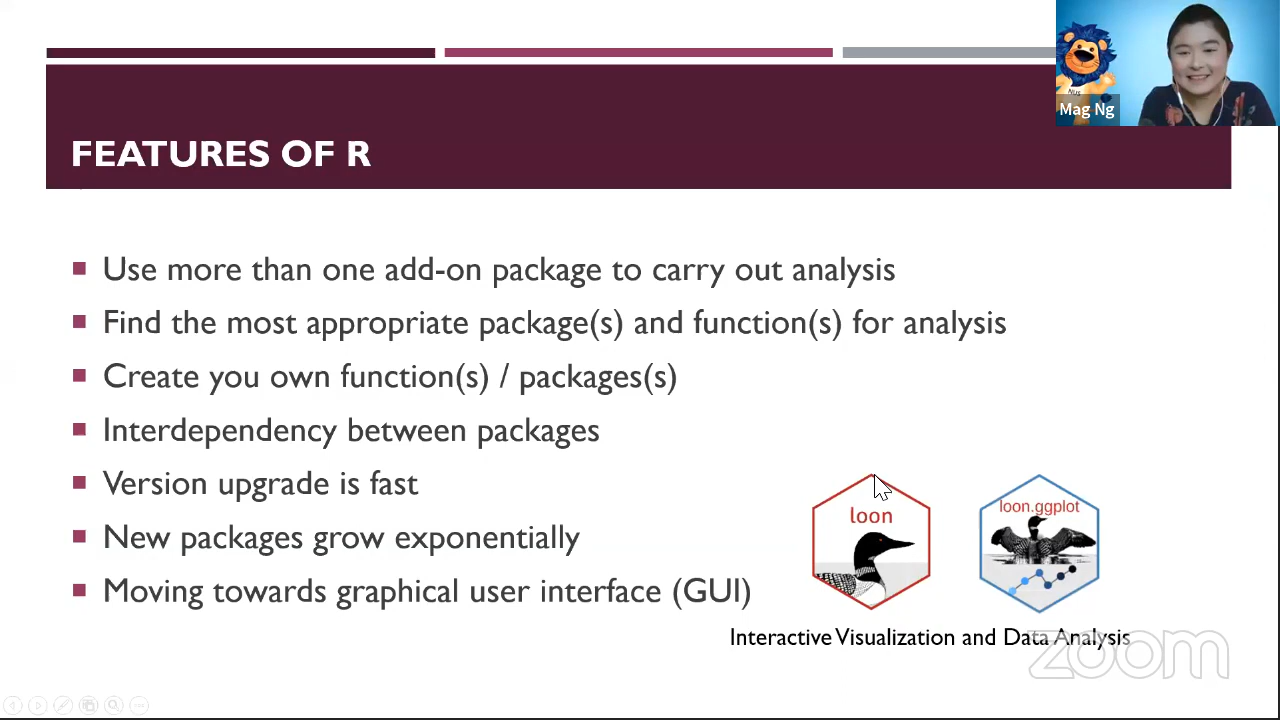 Mag Ng
NUS
FEATURES OF R
Use more than one add-on package to carry out analysis
Find the most appropriate package(s) and function(s) for analysis
Create you own function(s) / packages(s)
Interdependency between packages
Version upgrade is fast
New packages grow exponentially
Moving towards graphical user interface (GUI)
loon
loon.ggplot
Interactive Visualization and Data Analysis
zoom